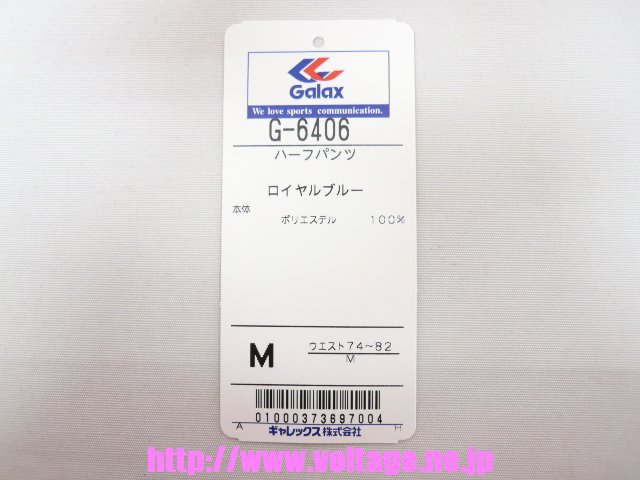 Galax
We love sports communication.
G-6406
ハーフパンツ
ロイヤルブルー
本体
ポリエステル 100%
M
ウエスト74〜82
M
01000373697004
A ギャレックス株式会社 H
http://www.voltage.ne.jp